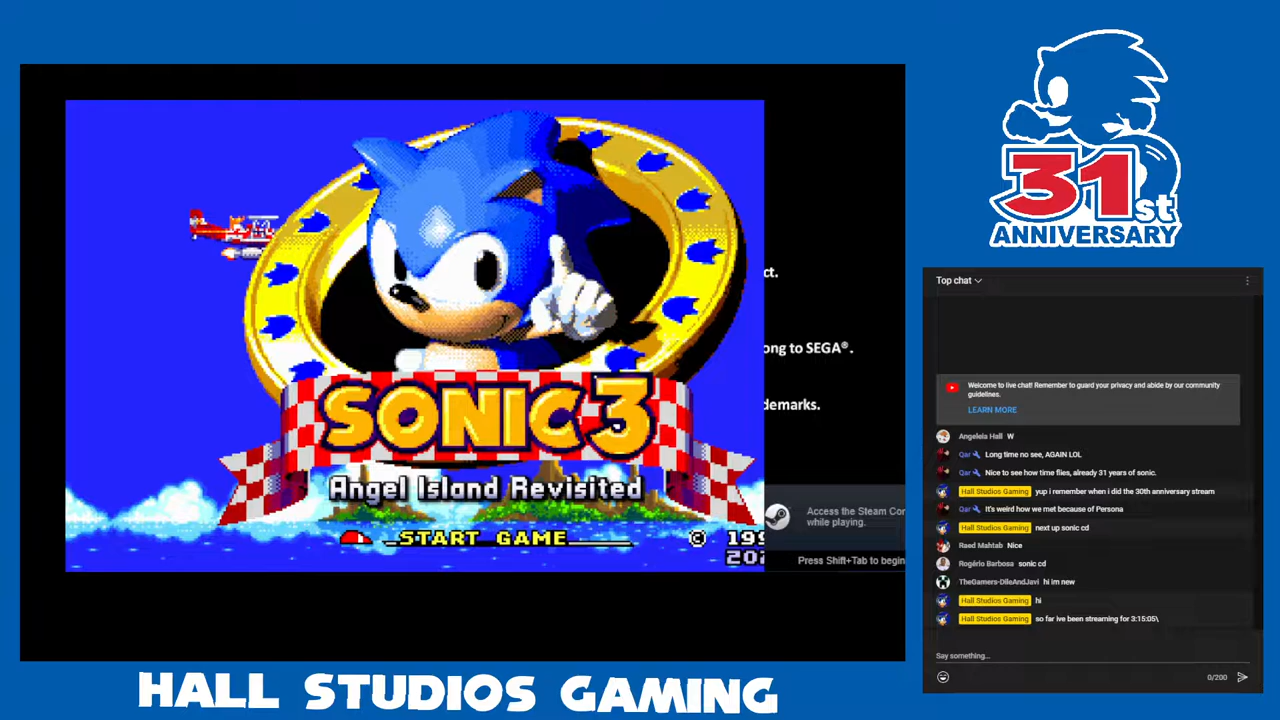 31st
ANNIVERSARY
Top chat
Welcome to live chat! Remember to guard your privacy and abide by our community
guidelines.
LEARN MORE
Angeleia Hall W
Qar Long time no see, AGAIN LOL
Qar Nice to see how time flies, already 31 years of sonic.
Hall Studios Gaming yup i remember when i did the 30th anniversary stream
Qar It's weird how we met because of Persona
Hall Studios Gaming next up sonic cd
Raed Mahtab Nice
Rogério Barbosa sonic cd
TheGamers-DileAndJavi hi im new
Hall Studios Gaming hi
Hall Studios Gaming so far ive been streaming for 3:15:05\
Say something...
0/200
ct.
ong to SEGA®.
demarks.
SONIC 3
Angel Island Revisited
START GAME
© 199
202
Access the Steam Con
while playing.
Press Shift+Tab to begin
HALL STUDIOS GAMING